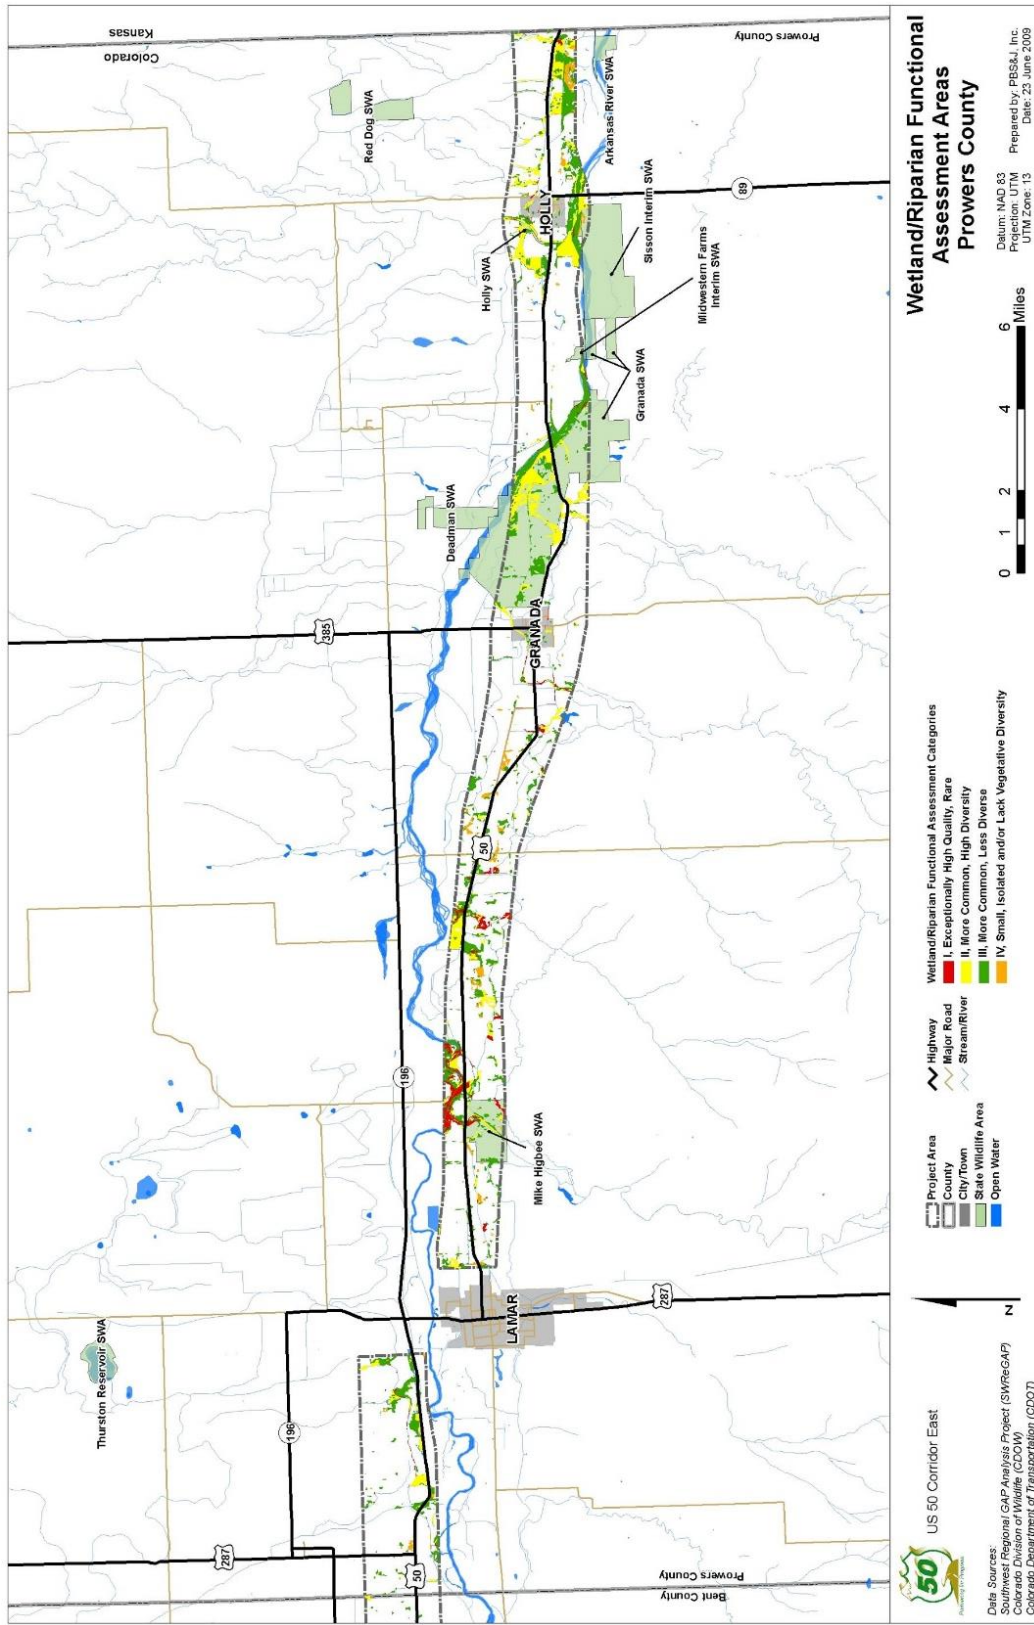 Kansas
Colorado
Prowers County
Red Dog SWA
Arkansas River SWA
HOLLY
89
Holly SWA
Sisson Interim SWA
Midwestern Farms
Interim SWA
Granada SWA
Deadman SWA
385
GRANADA
50
196
Mike Higbee SWA
LAMAR
287
Thurston Reservoir SWA
196
287
50
Prowers County
Bent County
Wetland/Riparian Functional
Assessment Areas
Prowers County
Datum: NAD 83
Projection: UTM
UTM Zone: 13
Prepared by: PBS&J, Inc.
Date: 23 June 2009
0 1 2 4 6
Miles
Project Area
County
City/Town
State Wildlife Area
Open Water
Highway
Major Road
Stream/River
Wetland/Riparian Functional Assessment Categories
I, Exceptionally High Quality, Rare
II, More Common, High Diversity
III, More Common, Less Diverse
IV, Small, Isolated and/or Lack Vegetative Diversity
N
50
US 50 Corridor East
Data Sources:
Southwest Regional GAP Analysis Project (SWReGAP)
Colorado Division of Wildlife (CDOW)
Colorado Department of Transportation (CDOT)